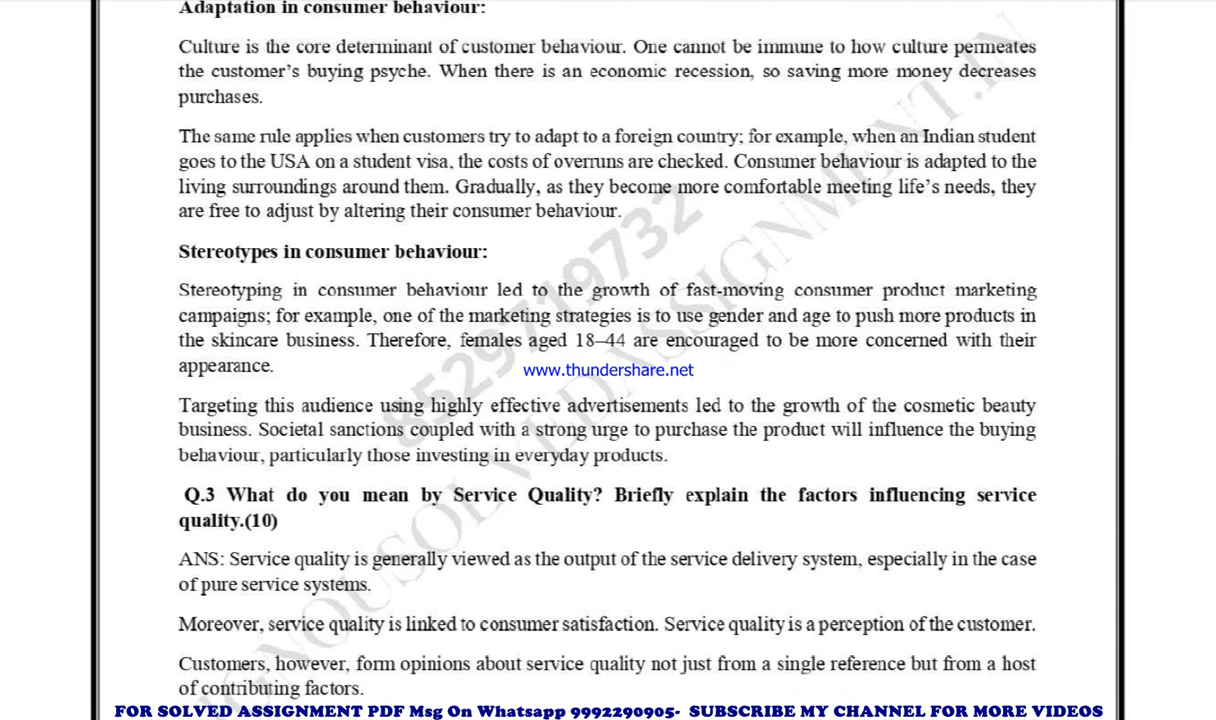 Adaptation in consumer behaviour:
Culture is the core determinant of customer behaviour. One cannot be immune to how culture permeates
the customer's buying psyche. When there is an economic recession, so saving more money decreases
purchases.
The same rule applies when customers try to adapt to a foreign country; for example, when an Indian student
goes to the USA on a student visa, the costs of overruns are checked. Consumer behaviour is adapted to the
living surroundings around them. Gradually, as they become more comfortable meeting life's needs, they
are free to adjust by altering their consumer behaviour.
Stereotypes in consumer behaviour:
Stereotyping in consumer behaviour led to the growth of fast-moving consumer product marketing
campaigns; for example, one of the marketing strategies is to use gender and age to push more products in
the skincare business. Therefore, females aged 18–44 are encouraged to be more concerned with their
appearance.
www.thundershare.net
Targeting this audience using highly effective advertisements led to the growth of the cosmetic beauty
business. Societal sanctions coupled with a strong urge to purchase the product will influence the buying
behaviour, particularly those investing in everyday products.
Q.3 What do you mean by Service Quality? Briefly explain the factors influencing service
quality.(10)
ANS: Service quality is generally viewed as the output of the service delivery system, especially in the case
of pure service systems.
Moreover, service quality is linked to consumer satisfaction. Service quality is a perception of the customer.
Customers, however, form opinions about service quality not just from a single reference but from a host
of contributing factors.
8529719732
IGNOUSOLVEDASSIGNMENT.IN
FOR SOLVED ASSIGNMENT PDF Msg On Whatsapp 9992290905- SUBSCRIBE MY CHANNEL FOR MORE VIDEOS